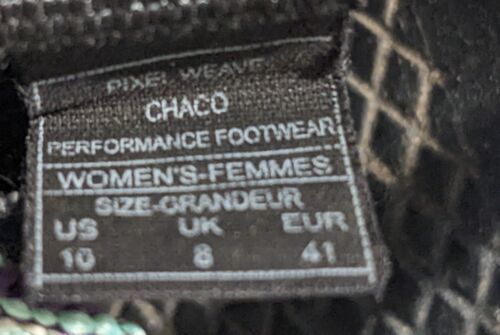 PIXEL WEAVE
CHACO
PERFORMANCE FOOTWEAR
WOMEN'S-FEMMES
SIZE-GRANDEUR
US UK EUR
10 8 41